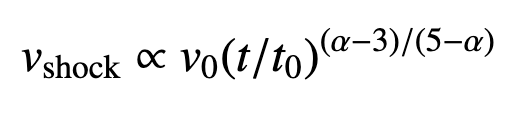 v_shock ∝ v_0(t/t_0)^{(α−3)/(5−α)}